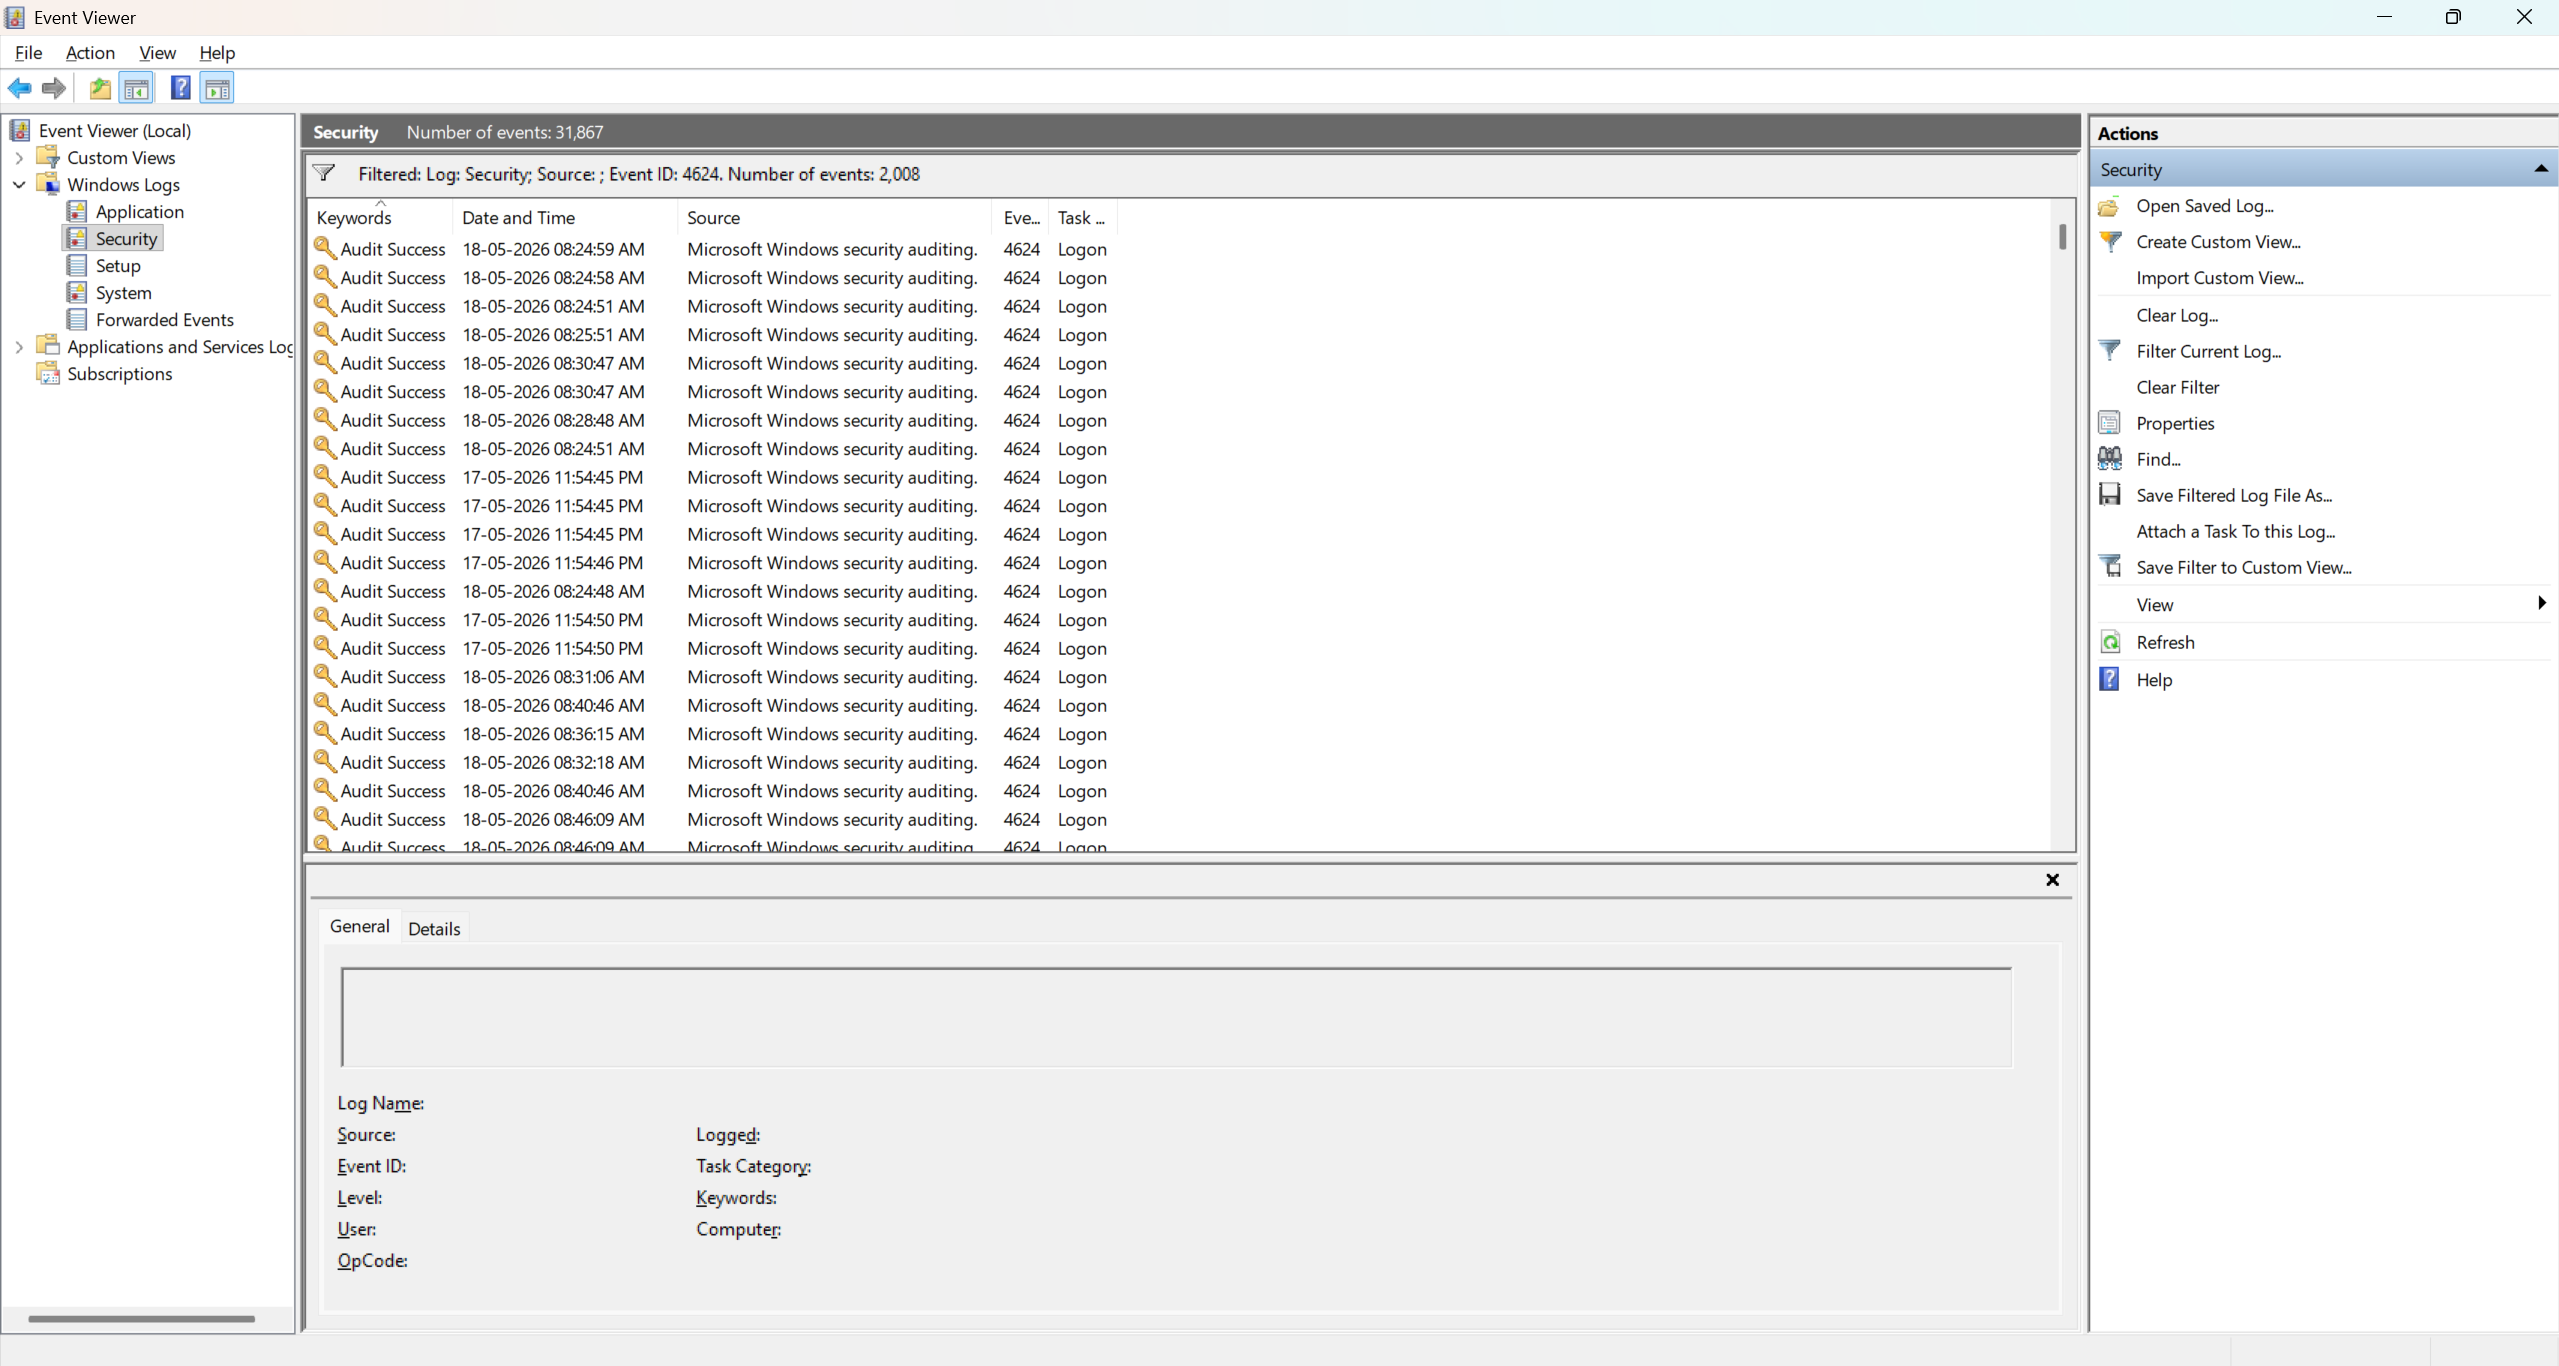 Event Viewer
File Action View Help
Event Viewer (Local)
Custom Views
Windows Logs
Application
Security
Setup
System
Forwarded Events
Applications and Services Log
Subscriptions
Security Number of events: 31,867
Filtered: Log: Security; Source: ; Event ID: 4624. Number of events: 2,008
Keywords Date and Time Source Eve... Task ...
Audit Success 18-05-2026 08:24:59 AM Microsoft Windows security auditing. 4624 Logon
Audit Success 18-05-2026 08:24:58 AM Microsoft Windows security auditing. 4624 Logon
Audit Success 18-05-2026 08:24:51 AM Microsoft Windows security auditing. 4624 Logon
Audit Success 18-05-2026 08:25:51 AM Microsoft Windows security auditing. 4624 Logon
Audit Success 18-05-2026 08:30:47 AM Microsoft Windows security auditing. 4624 Logon
Audit Success 18-05-2026 08:30:47 AM Microsoft Windows security auditing. 4624 Logon
Audit Success 18-05-2026 08:28:48 AM Microsoft Windows security auditing. 4624 Logon
Audit Success 18-05-2026 08:24:51 AM Microsoft Windows security auditing. 4624 Logon
Audit Success 17-05-2026 11:54:45 PM Microsoft Windows security auditing. 4624 Logon
Audit Success 17-05-2026 11:54:45 PM Microsoft Windows security auditing. 4624 Logon
Audit Success 17-05-2026 11:54:45 PM Microsoft Windows security auditing. 4624 Logon
Audit Success 17-05-2026 11:54:46 PM Microsoft Windows security auditing. 4624 Logon
Audit Success 18-05-2026 08:24:48 AM Microsoft Windows security auditing. 4624 Logon
Audit Success 17-05-2026 11:54:50 PM Microsoft Windows security auditing. 4624 Logon
Audit Success 17-05-2026 11:54:50 PM Microsoft Windows security auditing. 4624 Logon
Audit Success 18-05-2026 08:31:06 AM Microsoft Windows security auditing. 4624 Logon
Audit Success 18-05-2026 08:40:46 AM Microsoft Windows security auditing. 4624 Logon
Audit Success 18-05-2026 08:36:15 AM Microsoft Windows security auditing. 4624 Logon
Audit Success 18-05-2026 08:32:18 AM Microsoft Windows security auditing. 4624 Logon
Audit Success 18-05-2026 08:40:46 AM Microsoft Windows security auditing. 4624 Logon
Audit Success 18-05-2026 08:46:09 AM Microsoft Windows security auditing. 4624 Logon
Audit Success 18-05-2026 08:46:09 AM Microsoft Windows security auditing. 4624 Logon
General Details
Log Name:
Source: Logged:
Event ID: Task Category:
Level: Keywords:
User: Computer:
OpCode:
Actions
Security
Open Saved Log...
Create Custom View...
Import Custom View...
Clear Log...
Filter Current Log...
Clear Filter
Properties
Find...
Save Filtered Log File As...
Attach a Task To this Log...
Save Filter to Custom View...
View
Refresh
Help